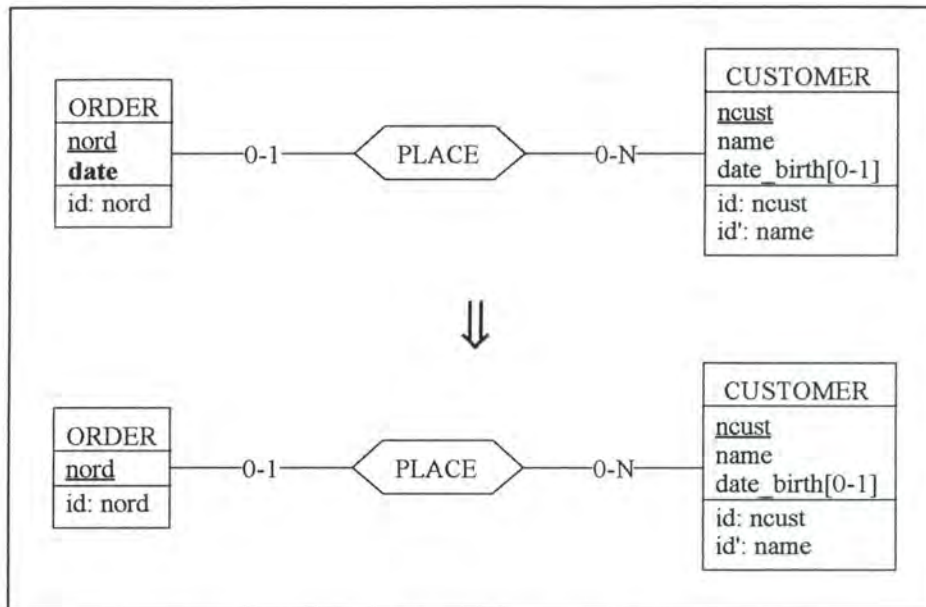 ORDER
nord
date
id: nord
0-1
PLACE
0-N
CUSTOMER
ncust
name
date_birth[0-1]
id: ncust
id': name
⇓
ORDER
nord
id: nord
0-1
PLACE
0-N
CUSTOMER
ncust
name
date_birth[0-1]
id: ncust
id': name